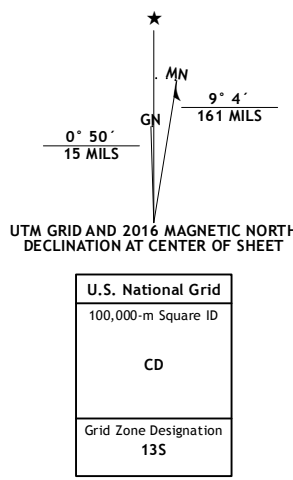 ★
MN
GN
9° 4´
161 MILS
0° 50´
15 MILS
UTM GRID AND 2016 MAGNETIC NORTH
DECLINATION AT CENTER OF SHEET
U.S. National Grid
100,000-m Square ID
CD
Grid Zone Designation
13S